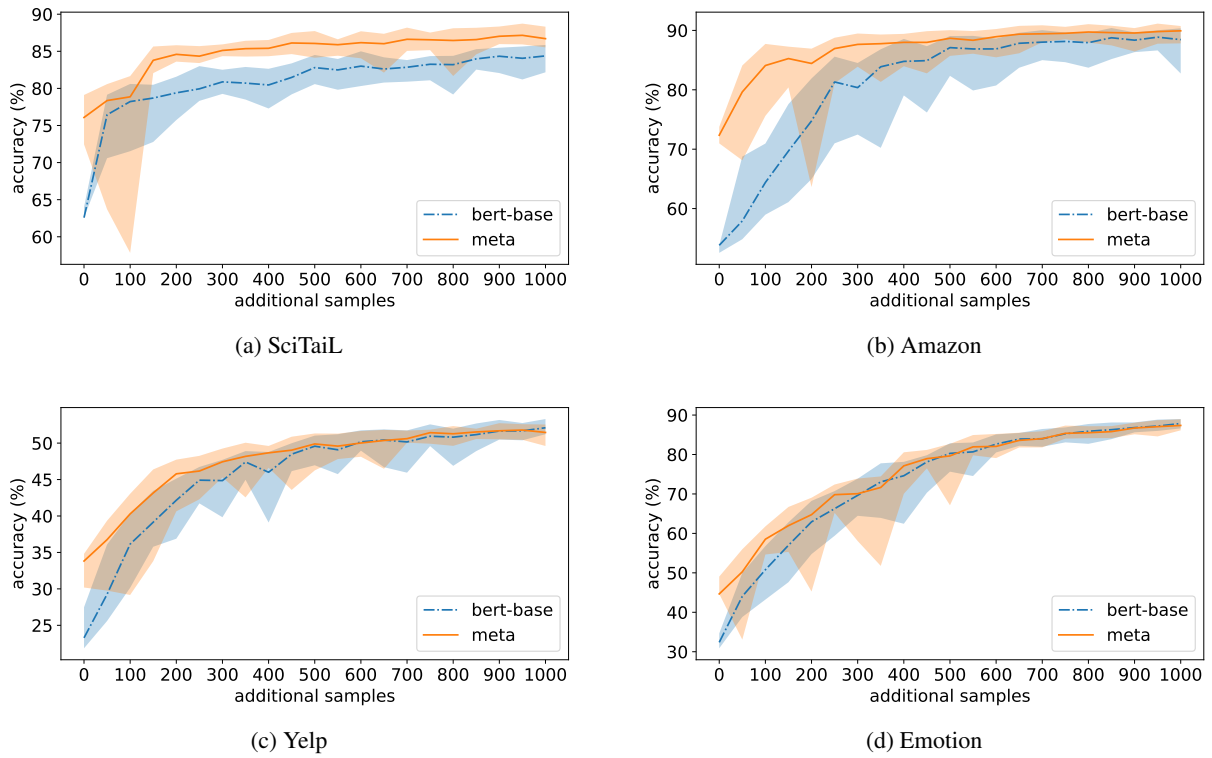 90
85
80
75
70
65
60
accuracy (%)
bert-base
meta
0 100 200 300 400 500 600 700 800 900 1000
additional samples
(a) SciTaiL
90
80
70
60
accuracy (%)
bert-base
meta
0 100 200 300 400 500 600 700 800 900 1000
additional samples
(b) Amazon
50
45
40
35
30
25
accuracy (%)
bert-base
meta
0 100 200 300 400 500 600 700 800 900 1000
additional samples
(c) Yelp
90
80
70
60
50
40
30
accuracy (%)
bert-base
meta
0 100 200 300 400 500 600 700 800 900 1000
additional samples
(d) Emotion